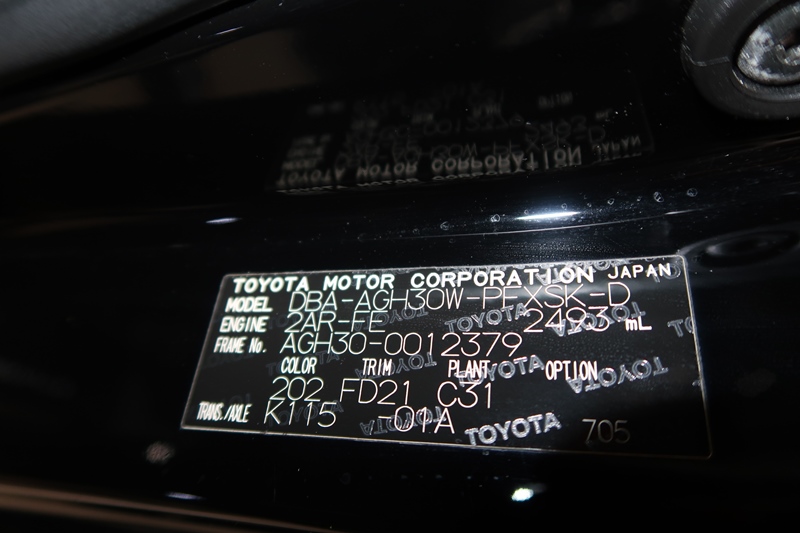 TOYOTA MOTOR CORPORATION JAPAN
MODEL DBA-AGH30W-PFXSK-D
ENGINE 2AR-FE 2493 mL
FRAME No. AGH30-0012379
COLOR TRIM PLANT OPTION
202 FD21 C31
TRANS./AXLE K115 -01A
TOYOTA 705